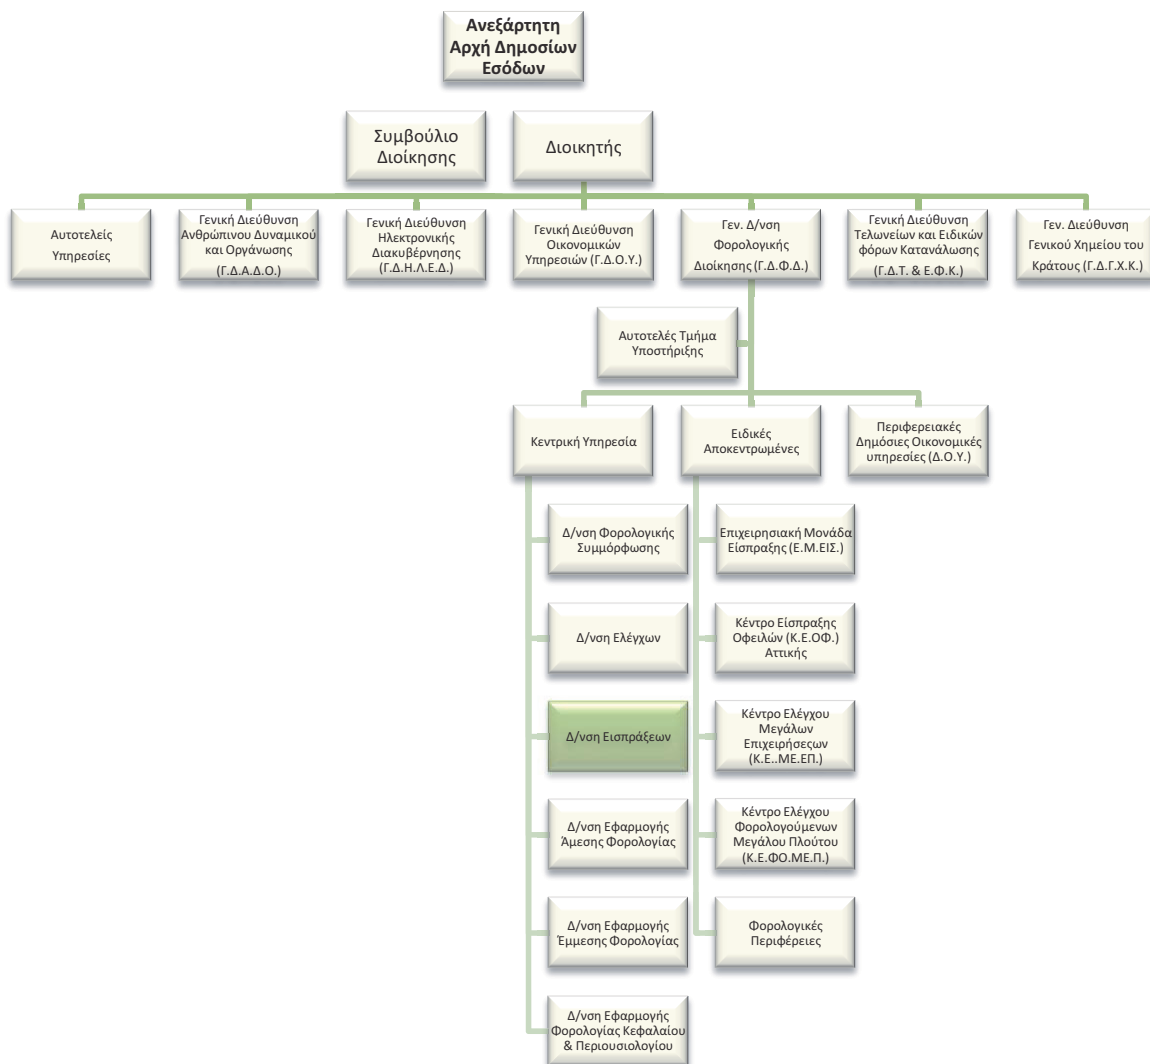 Ανεξάρτητη
Αρχή Δημοσίων
Εσόδων
Συμβούλιο
Διοίκησης
Διοικητής
Αυτοτελείς
Υπηρεσίες
Γενική Διεύθυνση
Ανθρώπινου Δυναμικού
και Οργάνωσης
(Γ.Δ.Α.Δ.Ο.)
Γενική Διεύθυνση
Ηλεκτρονικής
Διακυβέρνησης
(Γ.Δ.Η.Λ.Ε.Δ.)
Γενική Διεύθυνση
Οικονομικών
Υπηρεσιών (Γ.Δ.Ο.Υ.)
Γεν. Δ/νση
Φορολογικής
Διοίκησης (Γ.Δ.Φ.Δ.)
Γενική Διεύθυνση
Τελωνείων και Ειδικών
φόρων Κατανάλωσης
(Γ.Δ.Τ. & Ε.Φ.Κ.)
Γεν. Διεύθυνση
Γενικού Χημείου του
Κράτους (Γ.Δ.Γ.Χ.Κ.)
Αυτοτελές Τμήμα
Υποστήριξης
Κεντρική Υπηρεσία
Ειδικές
Αποκεντρωμένες
Περιφερειακές
Δημόσιες Οικονομικές
υπηρεσίες (Δ.Ο.Υ.)
Δ/νση Φορολογικής
Συμμόρφωσης
Δ/νση Ελέγχων
Δ/νση Εισπράξεων
Δ/νση Εφαρμογής
Άμεσης Φορολογίας
Δ/νση Εφαρμογής
Έμμεσης Φορολογίας
Δ/νση Εφαρμογής
Φορολογίας Κεφαλαίου
& Περιουσιολογίου
Επιχειρησιακή Μονάδα
Είσπραξης (Ε.Μ.ΕΙΣ.)
Κέντρο Είσπραξης
Οφειλών (Κ.Ε.ΟΦ.)
Αττικής
Κέντρο Ελέγχου
Μεγάλων
Επιχειρήσεςων
(Κ.Ε..ΜΕ.ΕΠ.)
Κέντρο Ελέγχου
Φορολογούμενων
Μεγάλου Πλούτου
(Κ.Ε.ΦΟ.ΜΕ.Π.)
Φορολογικές
Περιφέρειες